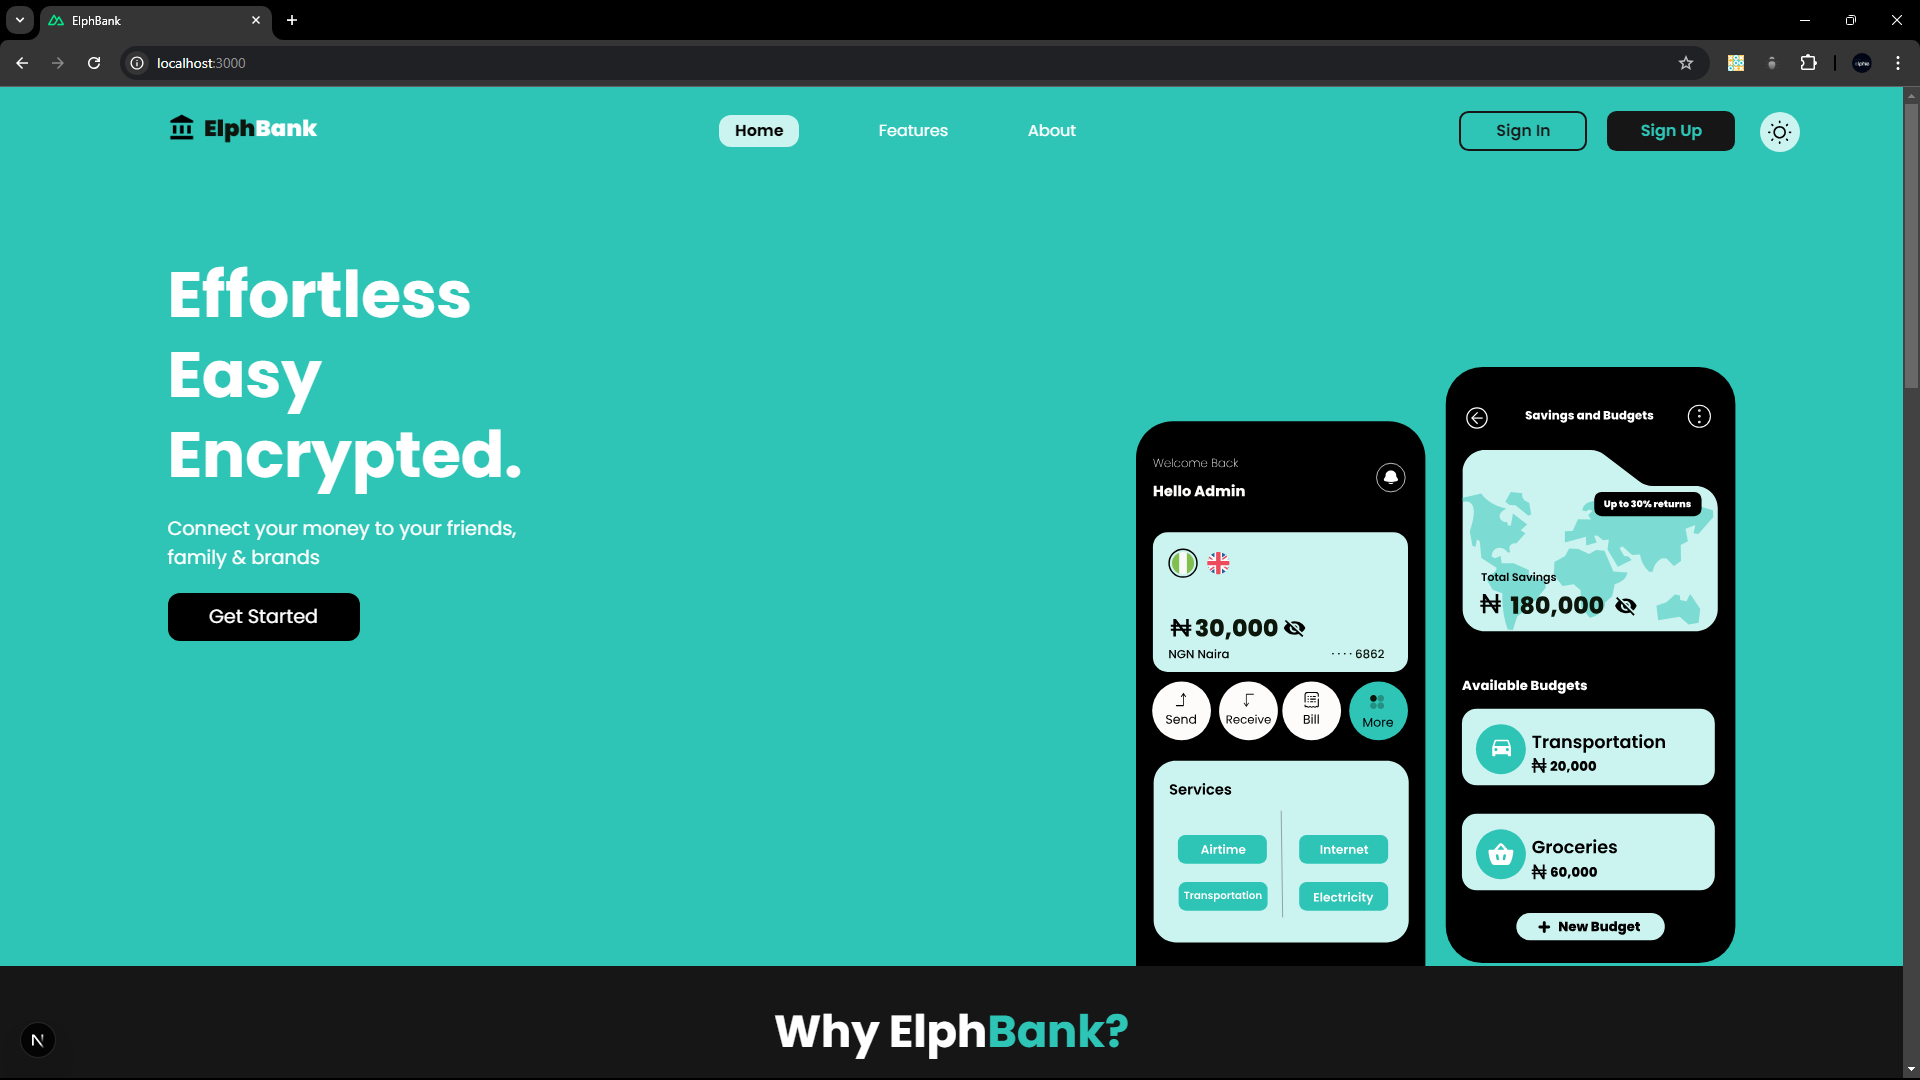 ElphBank
localhost:3000
ElphBank
Home
Features
About
Sign In
Sign Up
Effortless
Easy
Encrypted.
Connect your money to your friends,
family & brands
Get Started
Welcome Back
Hello Admin
₦ 30,000
NGN Naira
···· 6862
Send
Receive
Bill
More
Services
Airtime
Internet
Transportation
Electricity
Savings and Budgets
Up to 30% returns
Total Savings
₦ 180,000
Available Budgets
Transportation
₦ 20,000
Groceries
₦ 60,000
+ New Budget
Why ElphBank?
N